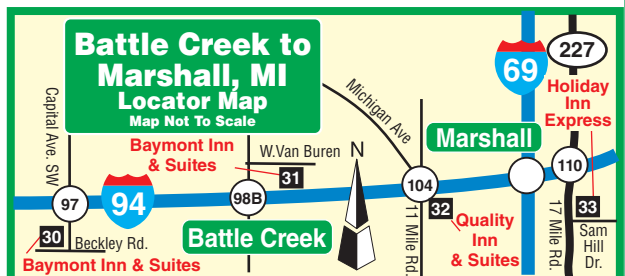 Battle Creek to
Marshall, MI
Locator Map
Map Not To Scale
227
69
Holiday
Inn
Express
Capital Ave. SW
Michigan Ave
Baymont Inn
& Suites
W.Van Buren
N
Marshall
31
110
97
94
98B
104
30
Beckley Rd.
Baymont Inn & Suites
Battle Creek
11 Mile Rd.
32
Quality
Inn
& Suites
17 Mile Rd.
33
Sam
Hill
Dr.